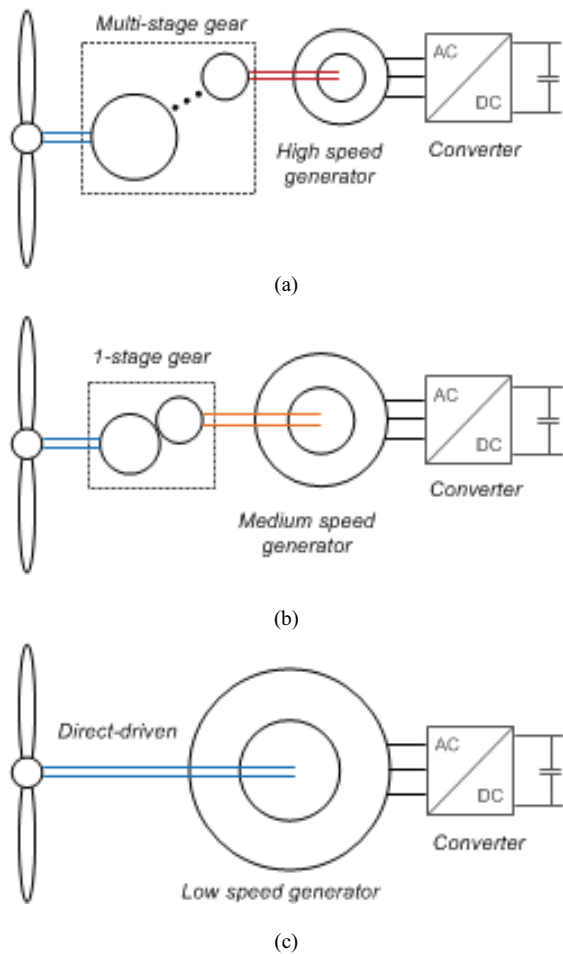 Multi-stage gear
AC
DC
High speed
generator
Converter
(a)
1-stage gear
AC
DC
Medium speed
generator
Converter
(b)
Direct-driven
AC
DC
Converter
Low speed generator
(c)